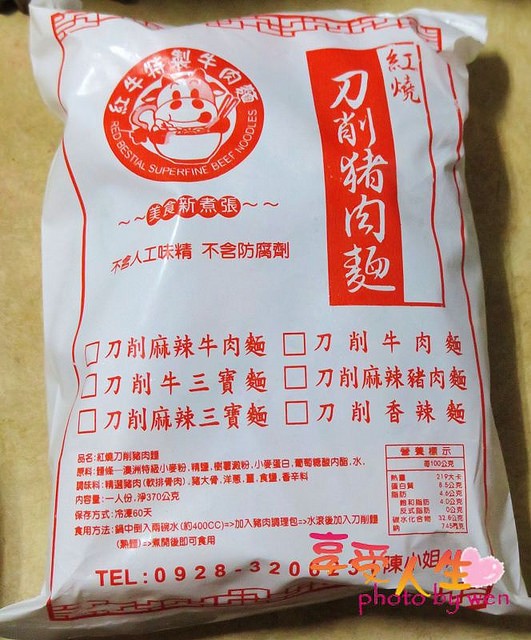 紅牛特製牛肉麵
RED BESTIAL SUPERFINE BEEF NOODLES
紅燒
刀削猪肉麵
~~美食新煮張~~
不含人工味精 不含防腐劑
刀削麻辣牛肉麵
刀削牛肉麵
刀削牛三寶麵
刀削麻辣豬肉麵
刀削麻辣三寶麵
刀削香辣麵
品名:紅燒刀削豬肉麵
原料:麵條—澳洲特級小麥粉,精鹽,樹薯澱粉,小麥蛋白,葡萄糖酸內酯,水,
調味料:精選豬肉(軟排骨肉),豬大骨,洋蔥,薑,食鹽,香辛料
內容量:一人份,淨370公克
保存方式:冷凍60天
食用方法:鍋中倒入兩碗水(約400CC)=>加入豬肉調理包=>水滾後加入刀削麵
(熟麵)=>煮開後即可食用
營養標示
每100公克
熱量 219大卡
蛋白質 8.5公克
脂肪 4.6公克
飽和脂肪 4.0公克
反式脂肪 0公克
碳水化合物 32.8公克
鈉 745毫克
TEL:0928-320 陳小姐
享受人生
photo by wen